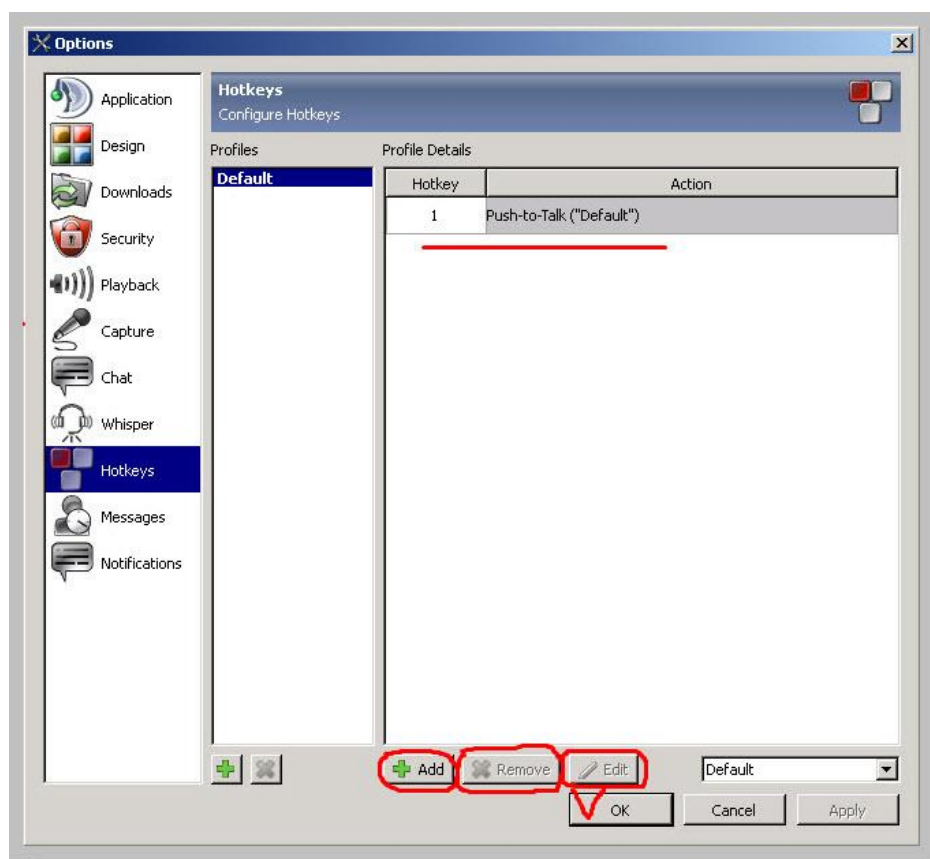 Options
Application
Design
Downloads
Security
Playback
Capture
Chat
Whisper
Hotkeys
Messages
Notifications
Hotkeys
Configure Hotkeys
Profiles
Default
Profile Details
Hotkey Action
1 Push-to-Talk ("Default")
Add Remove Edit Default
OK Cancel Apply